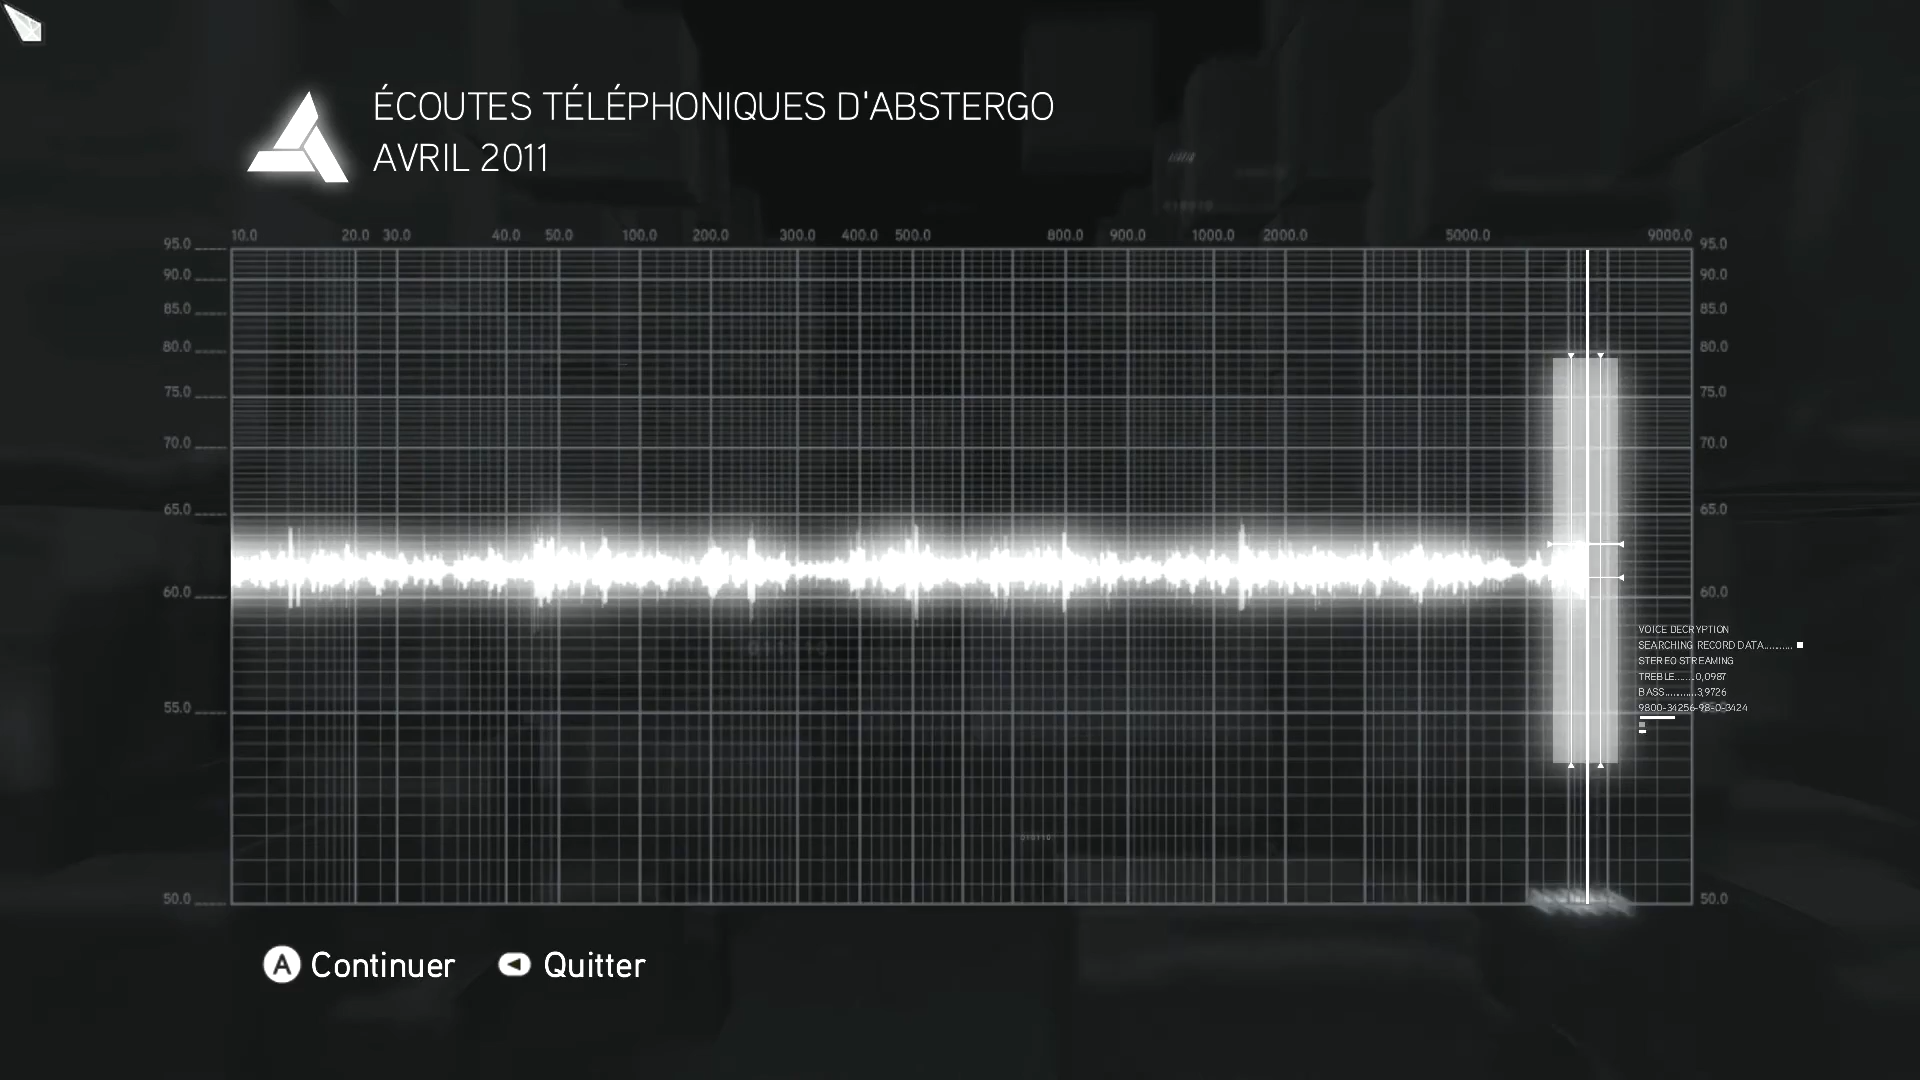 ÉCOUTES TÉLÉPHONIQUES D'ABSTERGO
AVRIL 2011
10.0 20.0 30.0 40.0 50.0 100.0 200.0 300.0 400.0 500.0 800.0 900.0 1000.0 2000.0 5000.0 9000.0
95.0 95.0
90.0 90.0
85.0 85.0
80.0 80.0
75.0 75.0
70.0 70.0
65.0 65.0
60.0 60.0
VOICE DECRYPTION
SEARCHING RECORD DATA..........
STEREO STREAMING
TREBLE......0,0987
BASS...........3,9726
55.0 9800-34256-98-0-3424
50.0 50.0
A Continuer Quitter